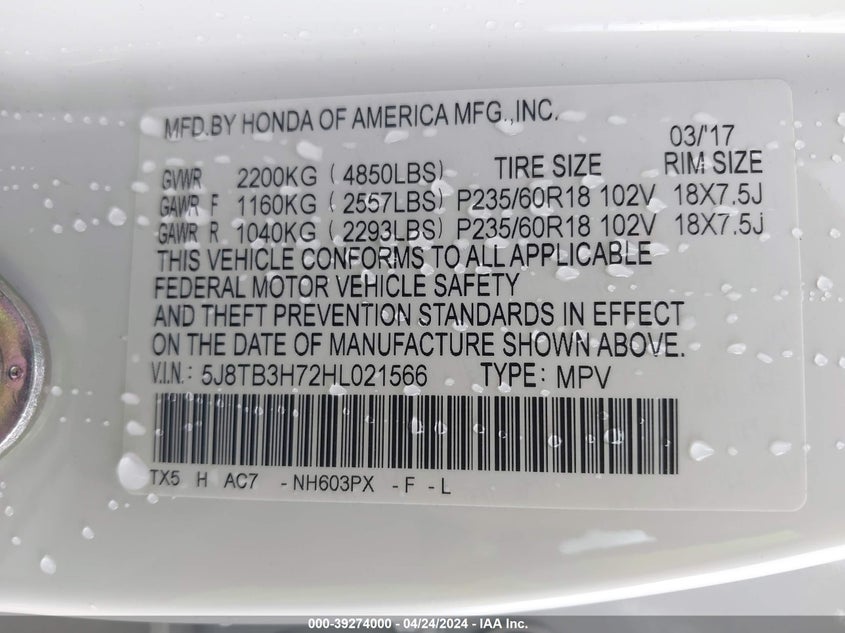 MFD.BY HONDA OF AMERICA MFG.,INC.
03/'17
GVWR 2200KG ( 4850LBS) TIRE SIZE RIM SIZE
GAWR F 1160KG ( 2557LBS) P235/60R18 102V 18X7.5J
GAWR R 1040KG ( 2293LBS) P235/60R18 102V 18X7.5J
THIS VEHICLE CONFORMS TO ALL APPLICABLE
FEDERAL MOTOR VEHICLE SAFETY
AND THEFT PREVENTION STANDARDS IN EFFECT
ON THE DATE OF MANUFACTURE SHOWN ABOVE.
V.I.N.: 5J8TB3H72HL021566 TYPE: MPV
TX5 H AC7 -NH603PX -F -L
000-39274000 - 04/24/2024 - IAA Inc.